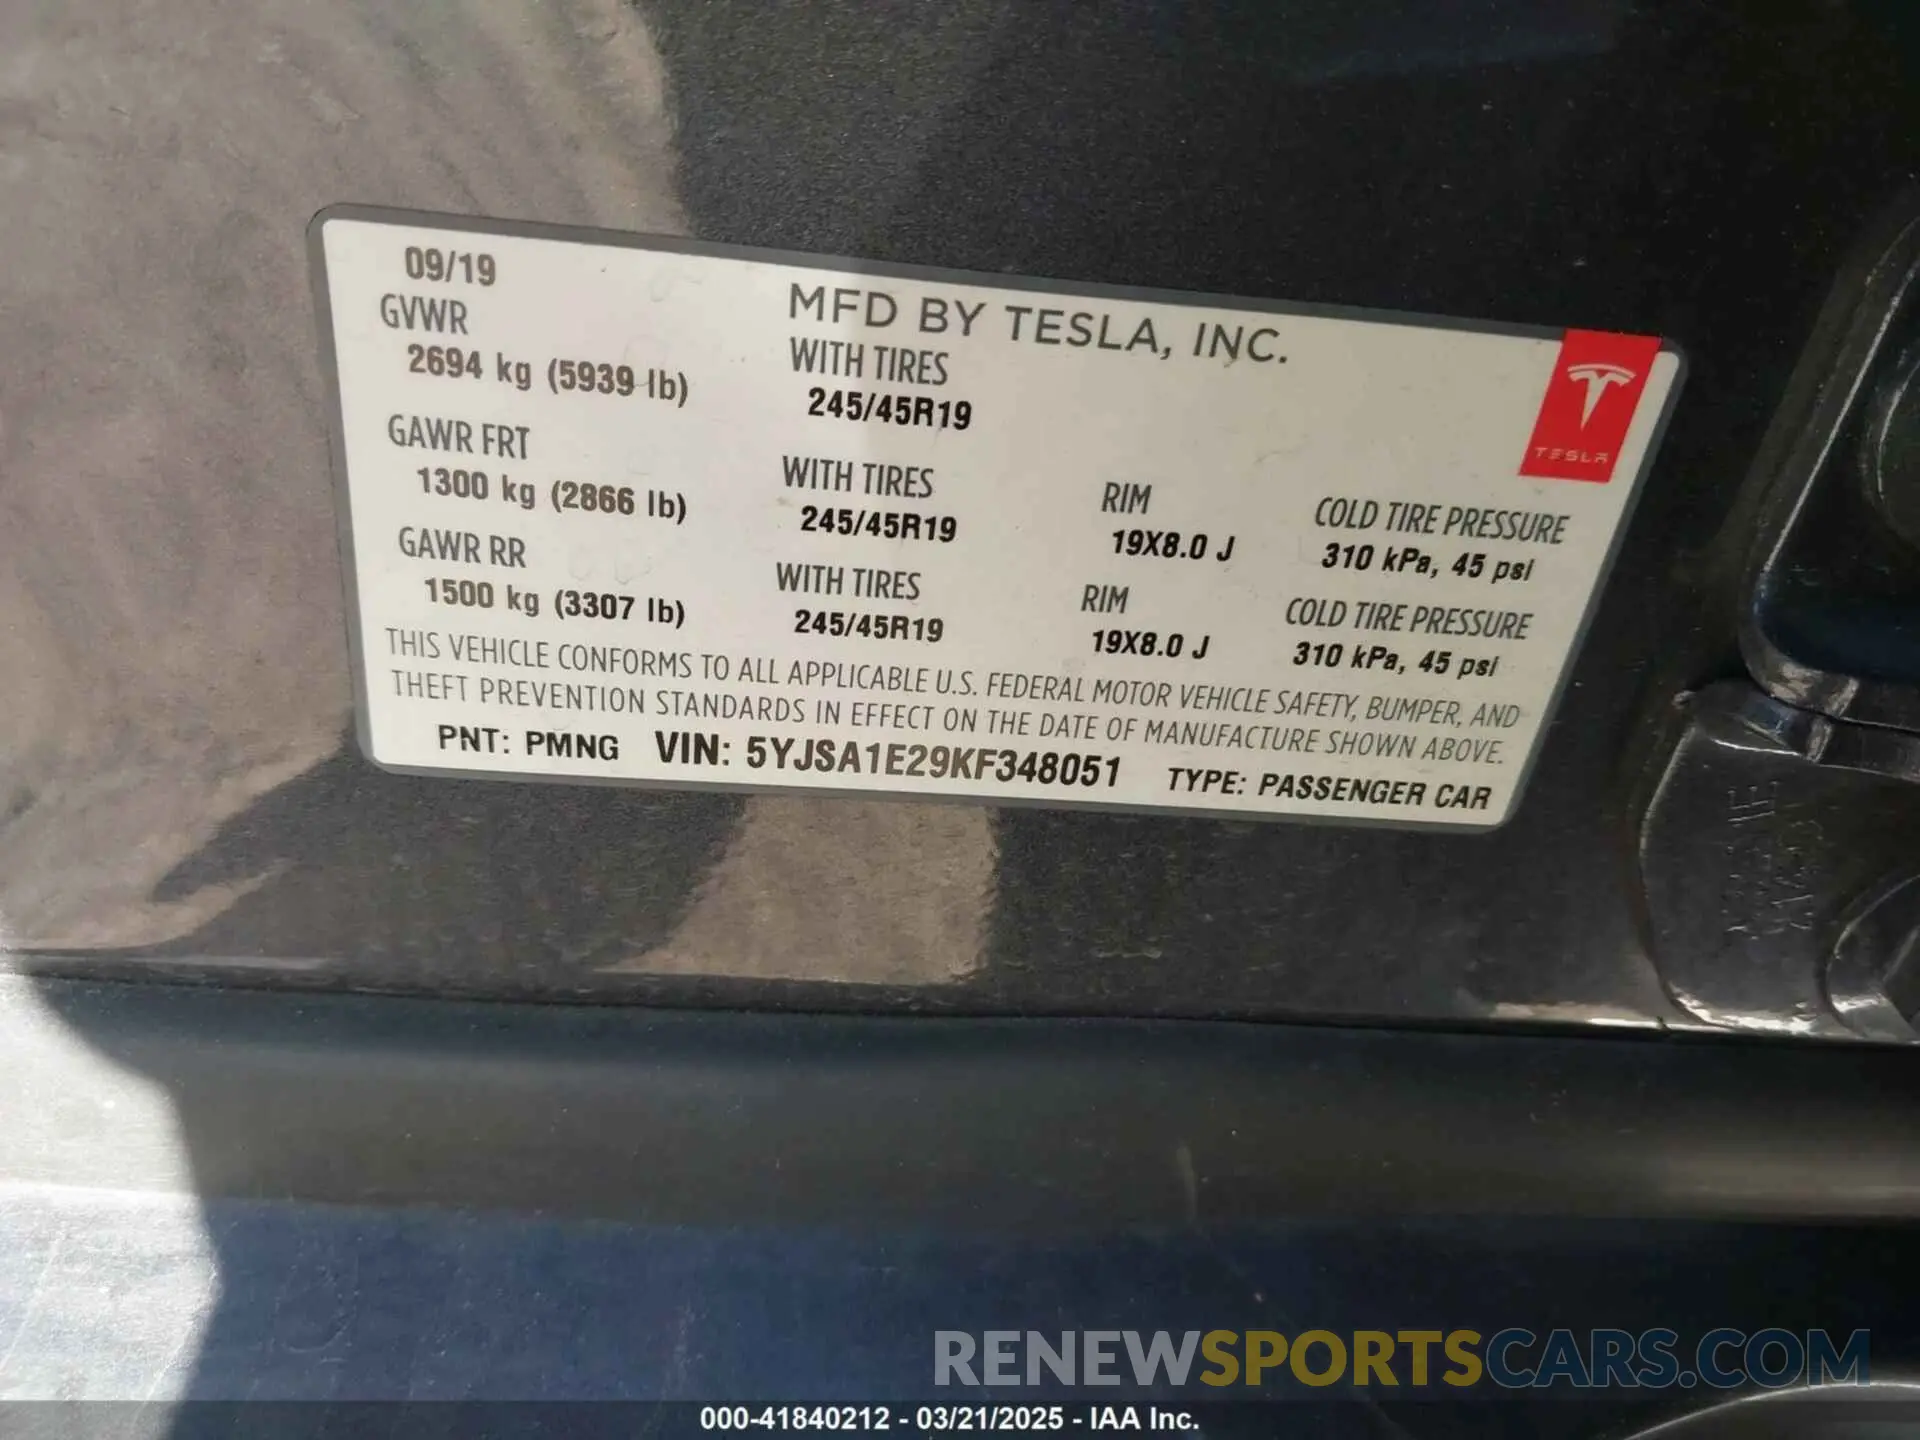 09/19
MFD BY TESLA, INC.
GVWR WITH TIRES
2694 kg (5939 lb) 245/45R19
TESLA
GAWR FRT WITH TIRES RIM COLD TIRE PRESSURE
1300 kg (2866 lb) 245/45R19 19X8.0 J 310 kPa, 45 psi
GAWR RR WITH TIRES RIM COLD TIRE PRESSURE
1500 kg (3307 lb) 245/45R19 19X8.0 J 310 kPa, 45 psi
THIS VEHICLE CONFORMS TO ALL APPLICABLE U.S. FEDERAL MOTOR VEHICLE SAFETY, BUMPER, AND
THEFT PREVENTION STANDARDS IN EFFECT ON THE DATE OF MANUFACTURE SHOWN ABOVE.
PNT: PMNG VIN: 5YJSA1E29KF348051 TYPE: PASSENGER CAR
RENEWSPORTSCARS.COM
000-41840212 - 03/21/2025 - IAA Inc.